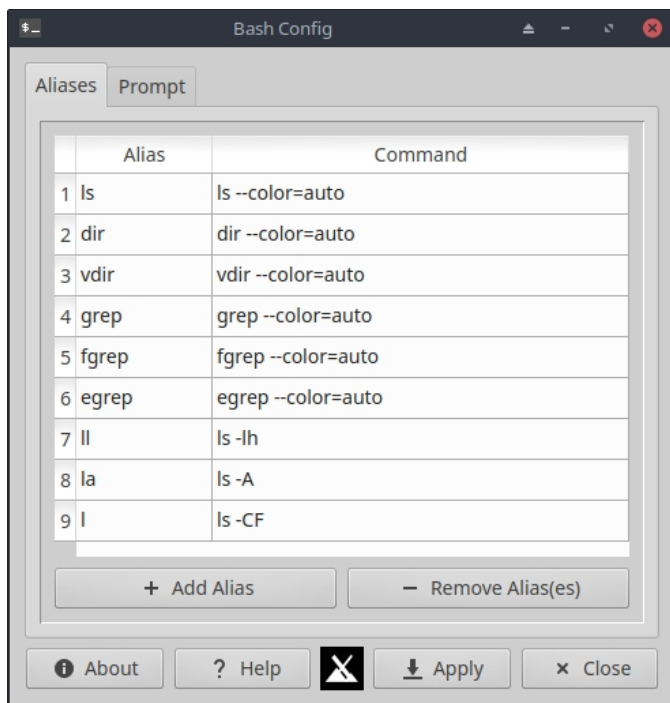 $_ Bash Config
Aliases Prompt
Alias Command
1 ls ls --color=auto
2 dir dir --color=auto
3 vdir vdir --color=auto
4 grep grep --color=auto
5 fgrep fgrep --color=auto
6 egrep egrep --color=auto
7 ll ls -lh
8 la ls -A
9 l ls -CF
+ Add Alias − Remove Alias(es)
About ? Help Apply × Close